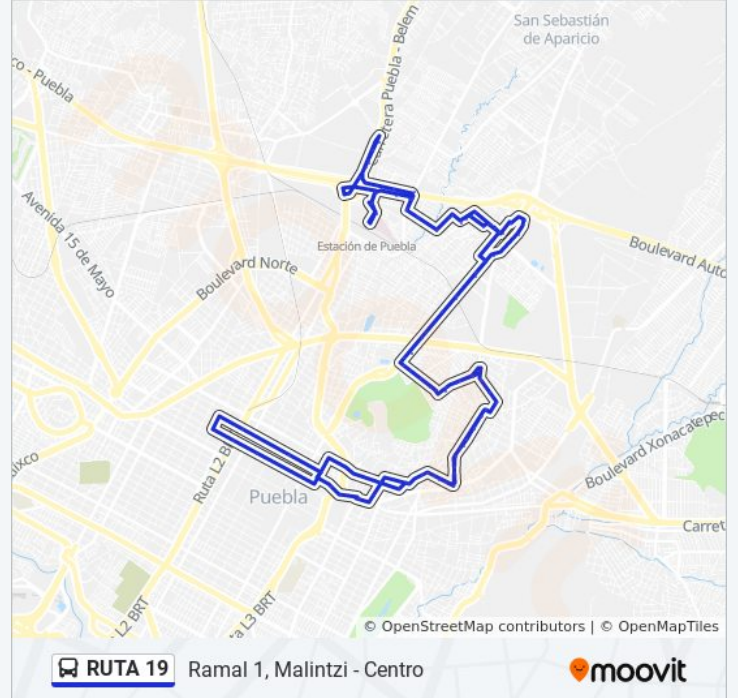 San Sebastián
de Aparicio
co - Puebla
Carretera Puebla - Belem
Avenida 15 de Mayo
Estación de Puebla
Boulevard Norte
Boulevard Auto
Boulevard Xonacatepec
uixco
Ruta L2 B
Puebla
Carret
L2 BRT
ta L3 BRT
© OpenStreetMap contributors | © OpenMapTiles
RUTA 19 Ramal 1, Malintzi - Centro
moovit